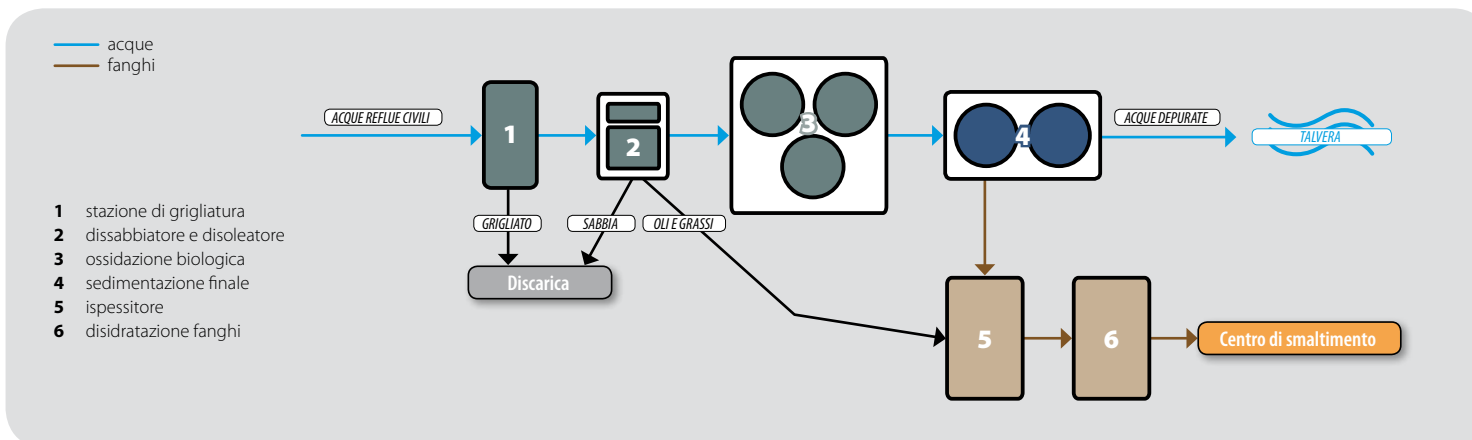 acque
fanghi
ACQUE REFLUE CIVILI
1
2
3
4
ACQUE DEPURATE
TALVERA
GRIGLIATO
SABBIA
OLI E GRASSI
Discarica
1 stazione di grigliatura
2 dissabbiatore e disoleatore
3 ossidazione biologica
4 sedimentazione finale
5 ispessitore
6 disidratazione fanghi
5
6
Centro di smaltimento